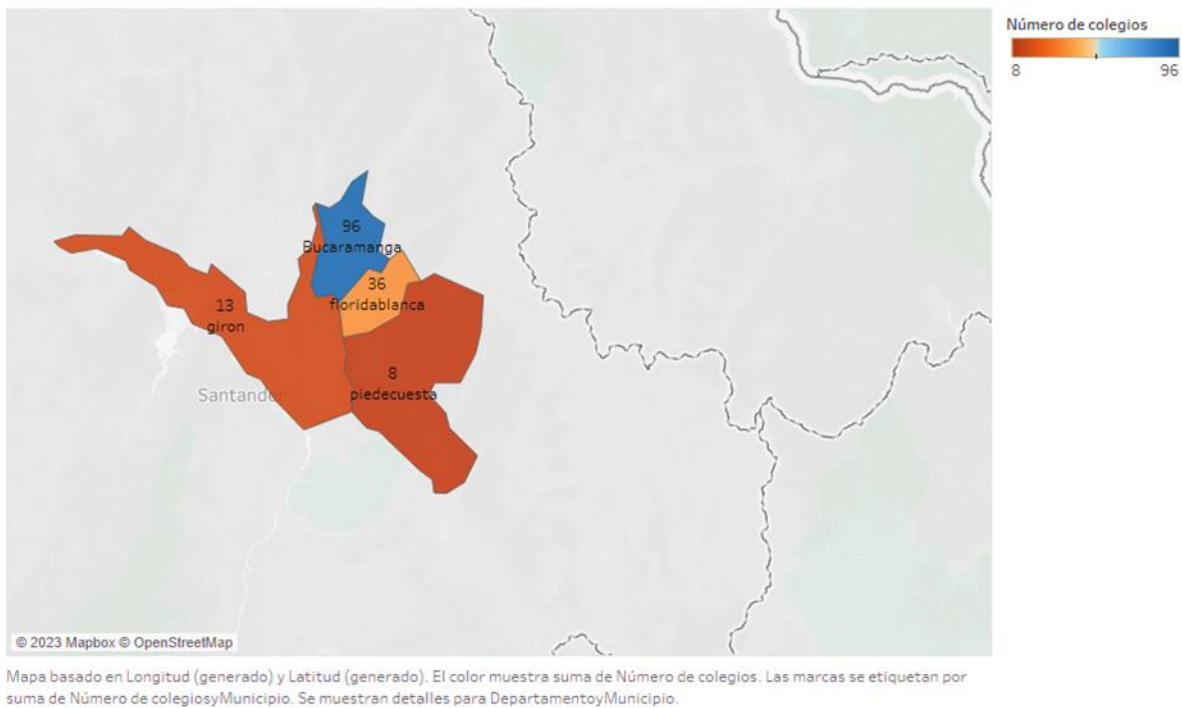 Número de colegios
8 96
96
Bucaramanga
36
floridablanca
13
giron
8
piedecuesta
Santander
© 2023 Mapbox © OpenStreetMap
Mapa basado en Longitud (generado) y Latitud (generado). El color muestra suma de Número de colegios. Las marcas se etiquetan por
suma de Número de colegiosyMunicipio. Se muestran detalles para DepartamentoyMunicipio.